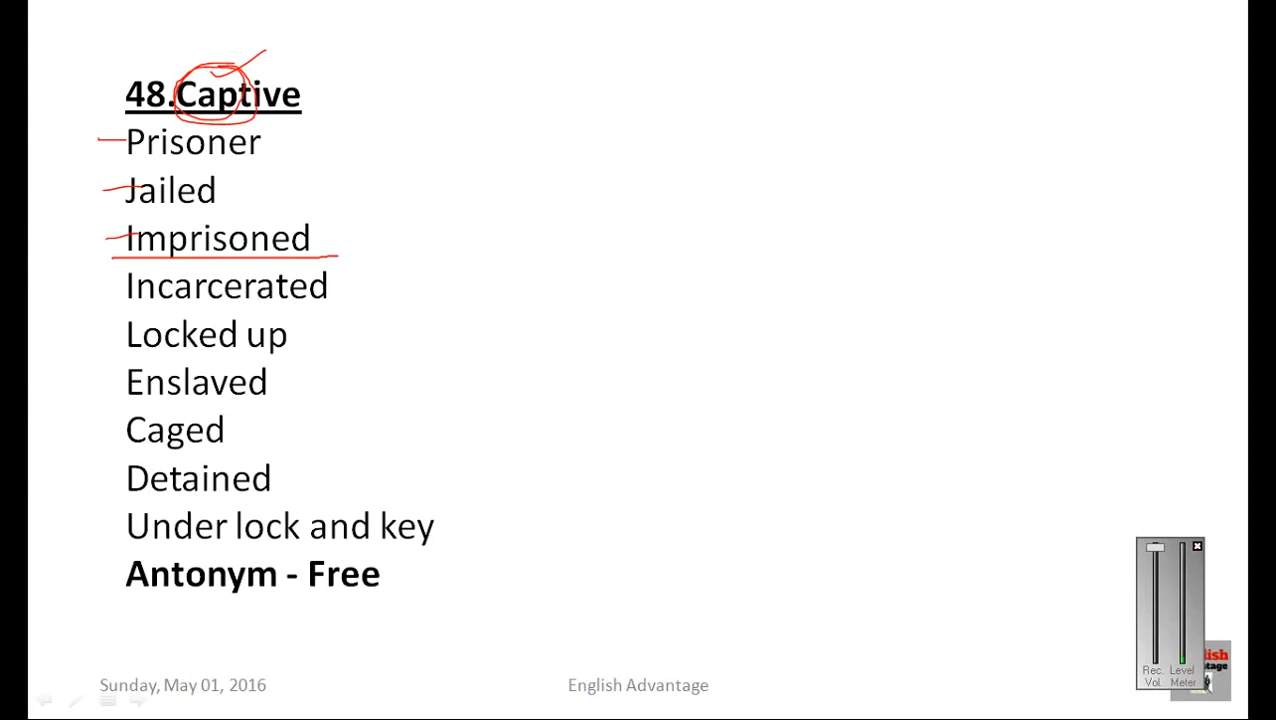 48.Captive
Prisoner
Jailed
Imprisoned
Incarcerated
Locked up
Enslaved
Caged
Detained
Under lock and key
Antonym - Free
Sunday, May 01, 2016
English Advantage
Rec. Level
Vol. Meter